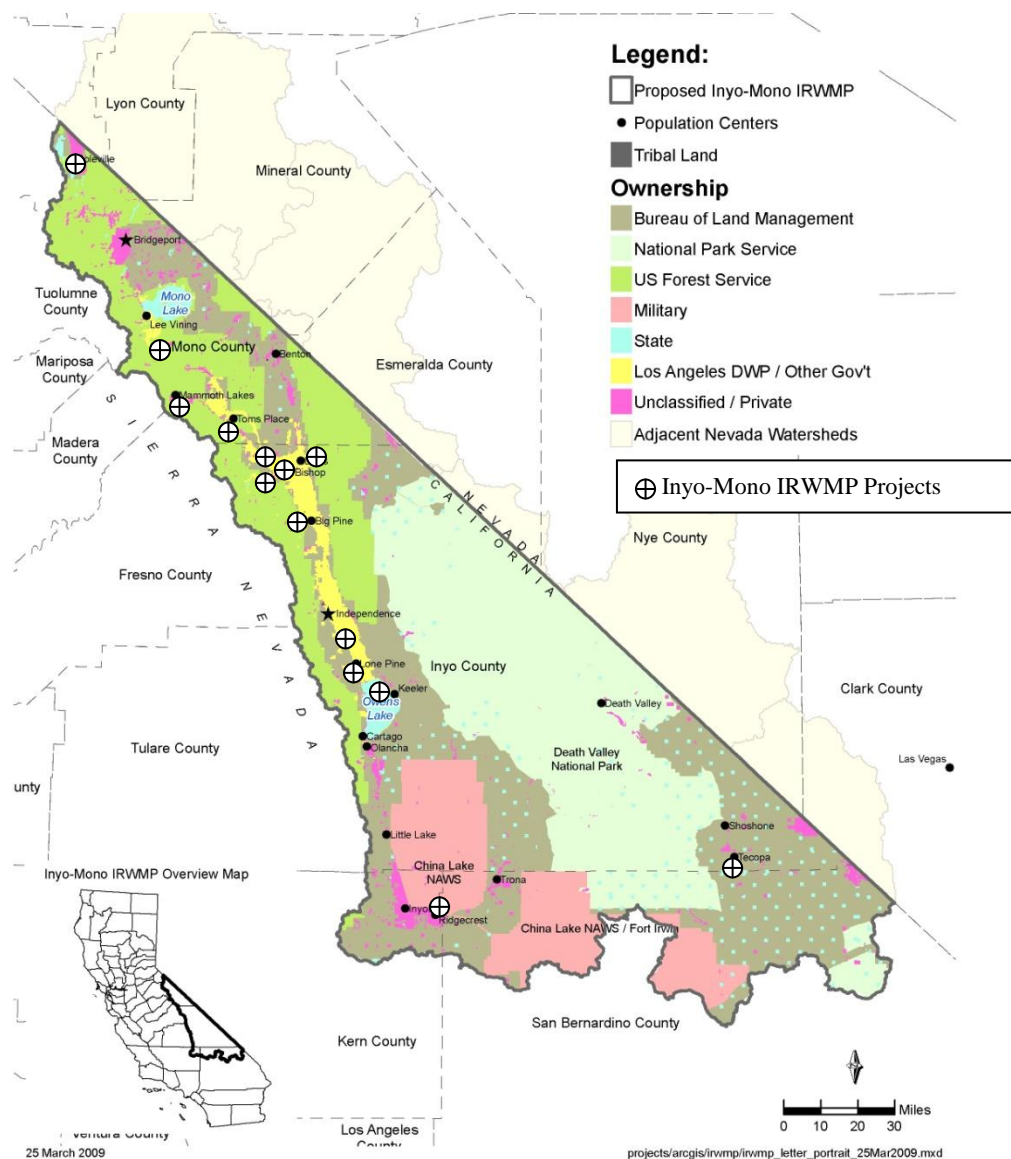 Legend:
Proposed Inyo-Mono IRWMP
Population Centers
Tribal Land
Ownership
Bureau of Land Management
National Park Service
US Forest Service
Military
State
Los Angeles DWP / Other Gov't
Unclassified / Private
Adjacent Nevada Watersheds
Inyo-Mono IRWMP Projects
Lyon County
Mineral County
Bridgeport
Tuolumne
County
Mono
Lake
Lee Vining
Mono County
Benton
Esmeralda County
Mariposa
County
Mammoth Lakes
Toms Place
Madera
County
SIERRA NEVADA
Bishop
Big Pine
NEVADA
CALIFORNIA
Nye County
Fresno County
Independence
Lone Pine
Inyo County
Keeler
Owens
Lake
Death Valley
Clark County
Tulare County
Cartago
Olancha
Death Valley
National Park
Las Vegas
unty
Little Lake
Shoshone
Tecopa
China Lake
NAWS
Trona
Inyo
Ridgecrest
China Lake NAWS / Fort Irwin
Inyo-Mono IRWMP Overview Map
San Bernardino County
Kern County
Miles
0 10 20 30
Ventura County
Los Angeles
County
25 March 2009
projects/arcgis/irwmp/irwmp_letter_portrait_25Mar2009.mxd